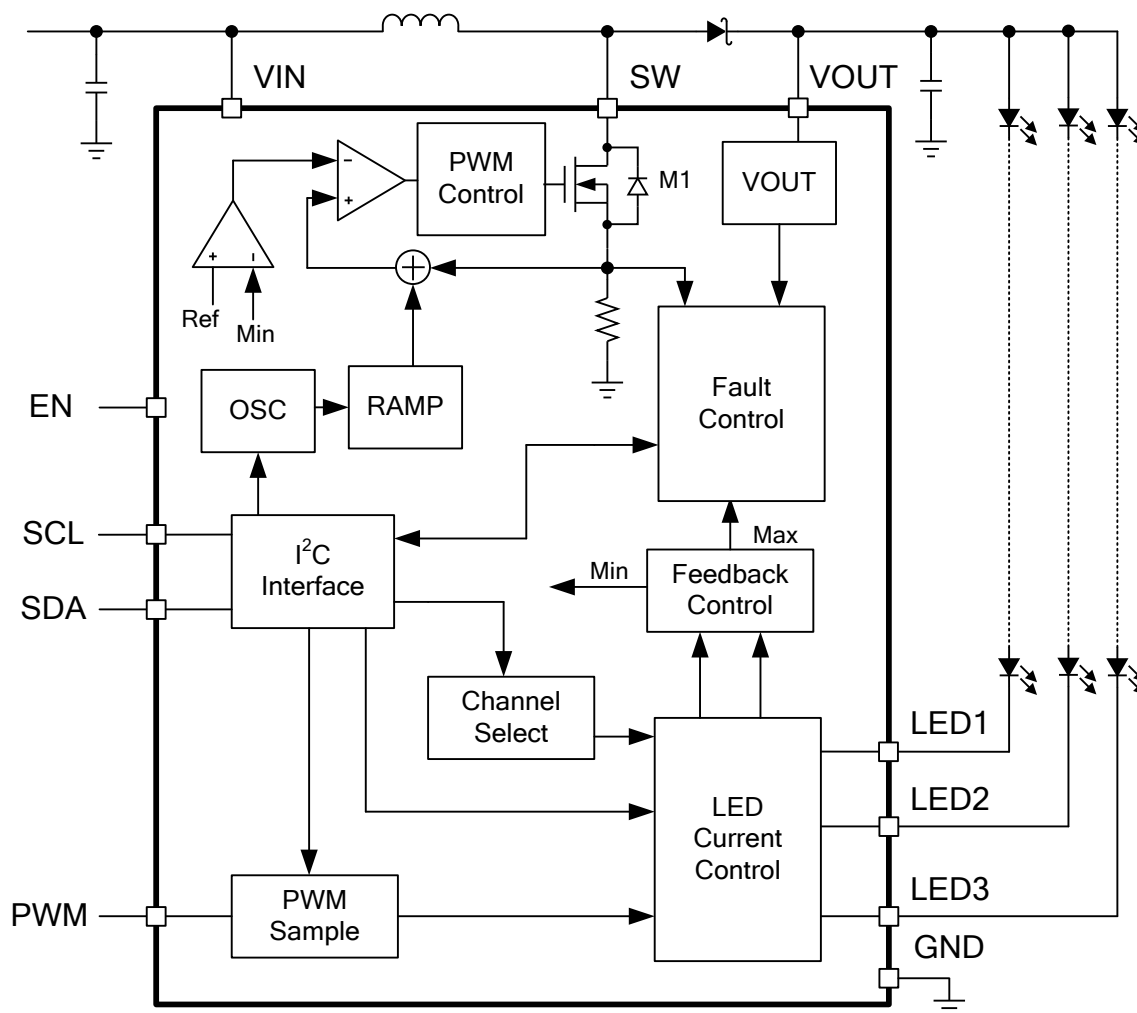 VIN
SW
VOUT
PWM
Control
M1
VOUT
−
+
+
−
Ref
Min
EN
OSC
RAMP
Fault
Control
SCL
I²C
Interface
SDA
Max
Min
Feedback
Control
Channel
Select
LED1
LED
Current
Control
LED2
LED3
PWM
PWM
Sample
GND